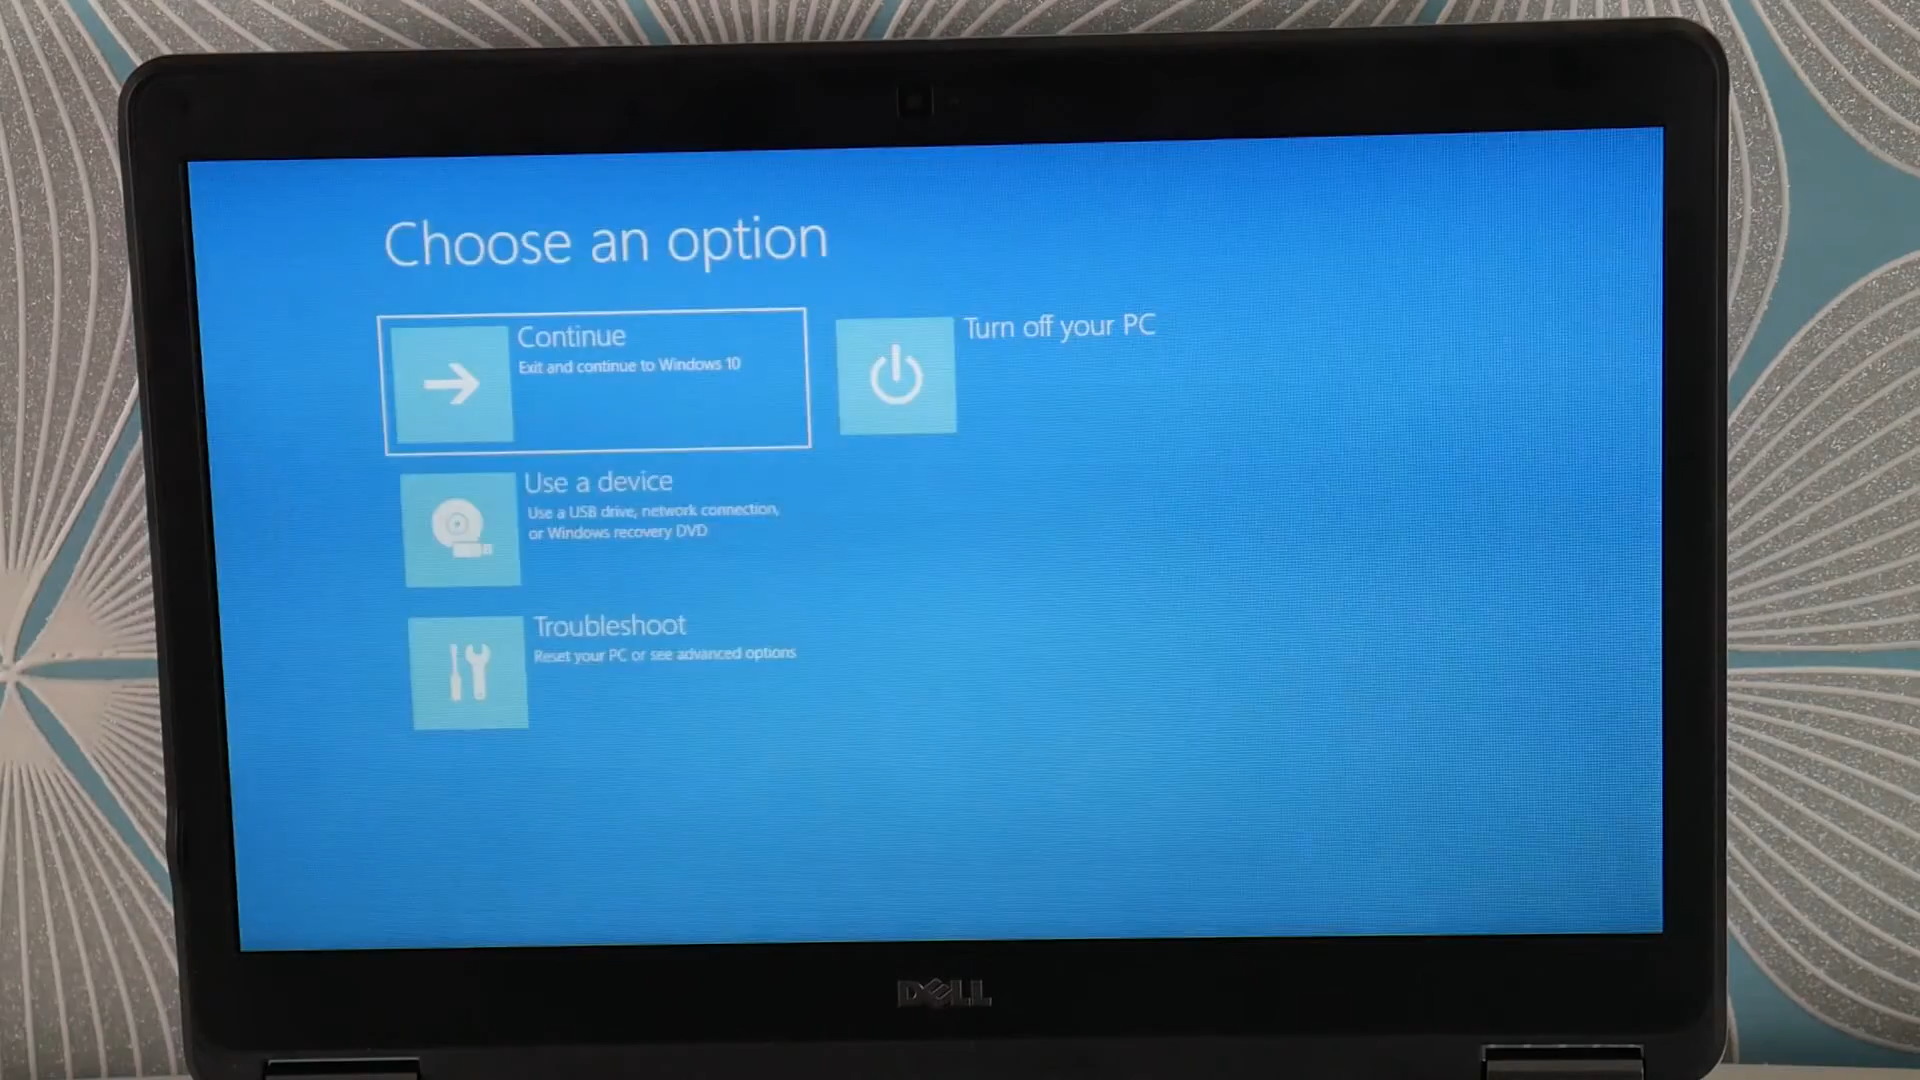 Choose an option
Continue
Exit and continue to Windows 10
Turn off your PC
Use a device
Use a USB drive, network connection,
or Windows recovery DVD
Troubleshoot
Reset your PC or see advanced options
DELL